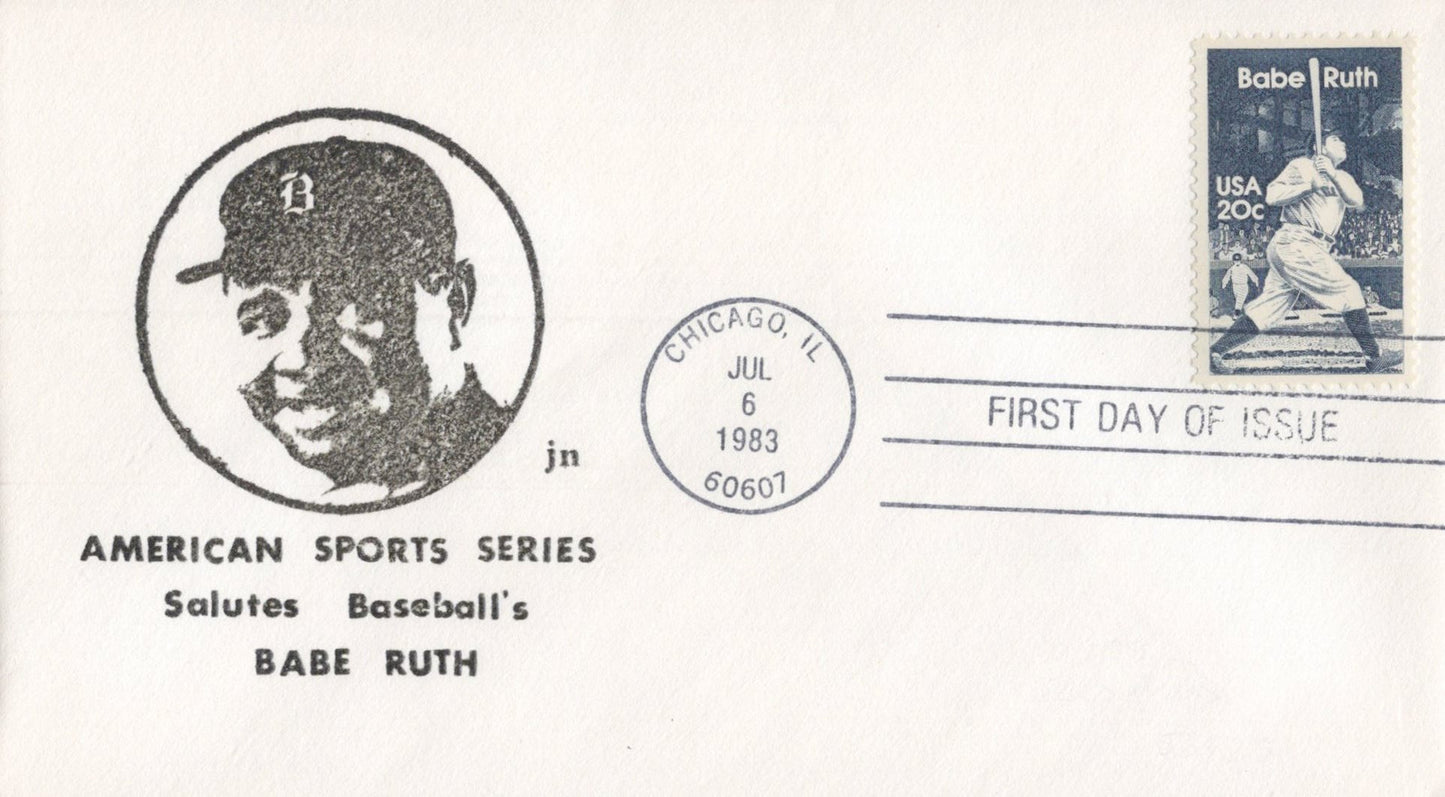 B
jn
AMERICAN SPORTS SERIES
Salutes Baseball's
BABE RUTH
CHICAGO, IL
JUL
6
1983
60607
Babe Ruth
USA
20c
FIRST DAY OF ISSUE